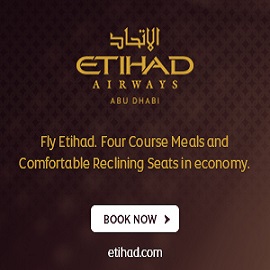 الإتحاد
ETIHAD
AIRWAYS
ABU DHABI
Fly Etihad. Four Course Meals and
Comfortable Reclining Seats in economy.
BOOK NOW
etihad.com